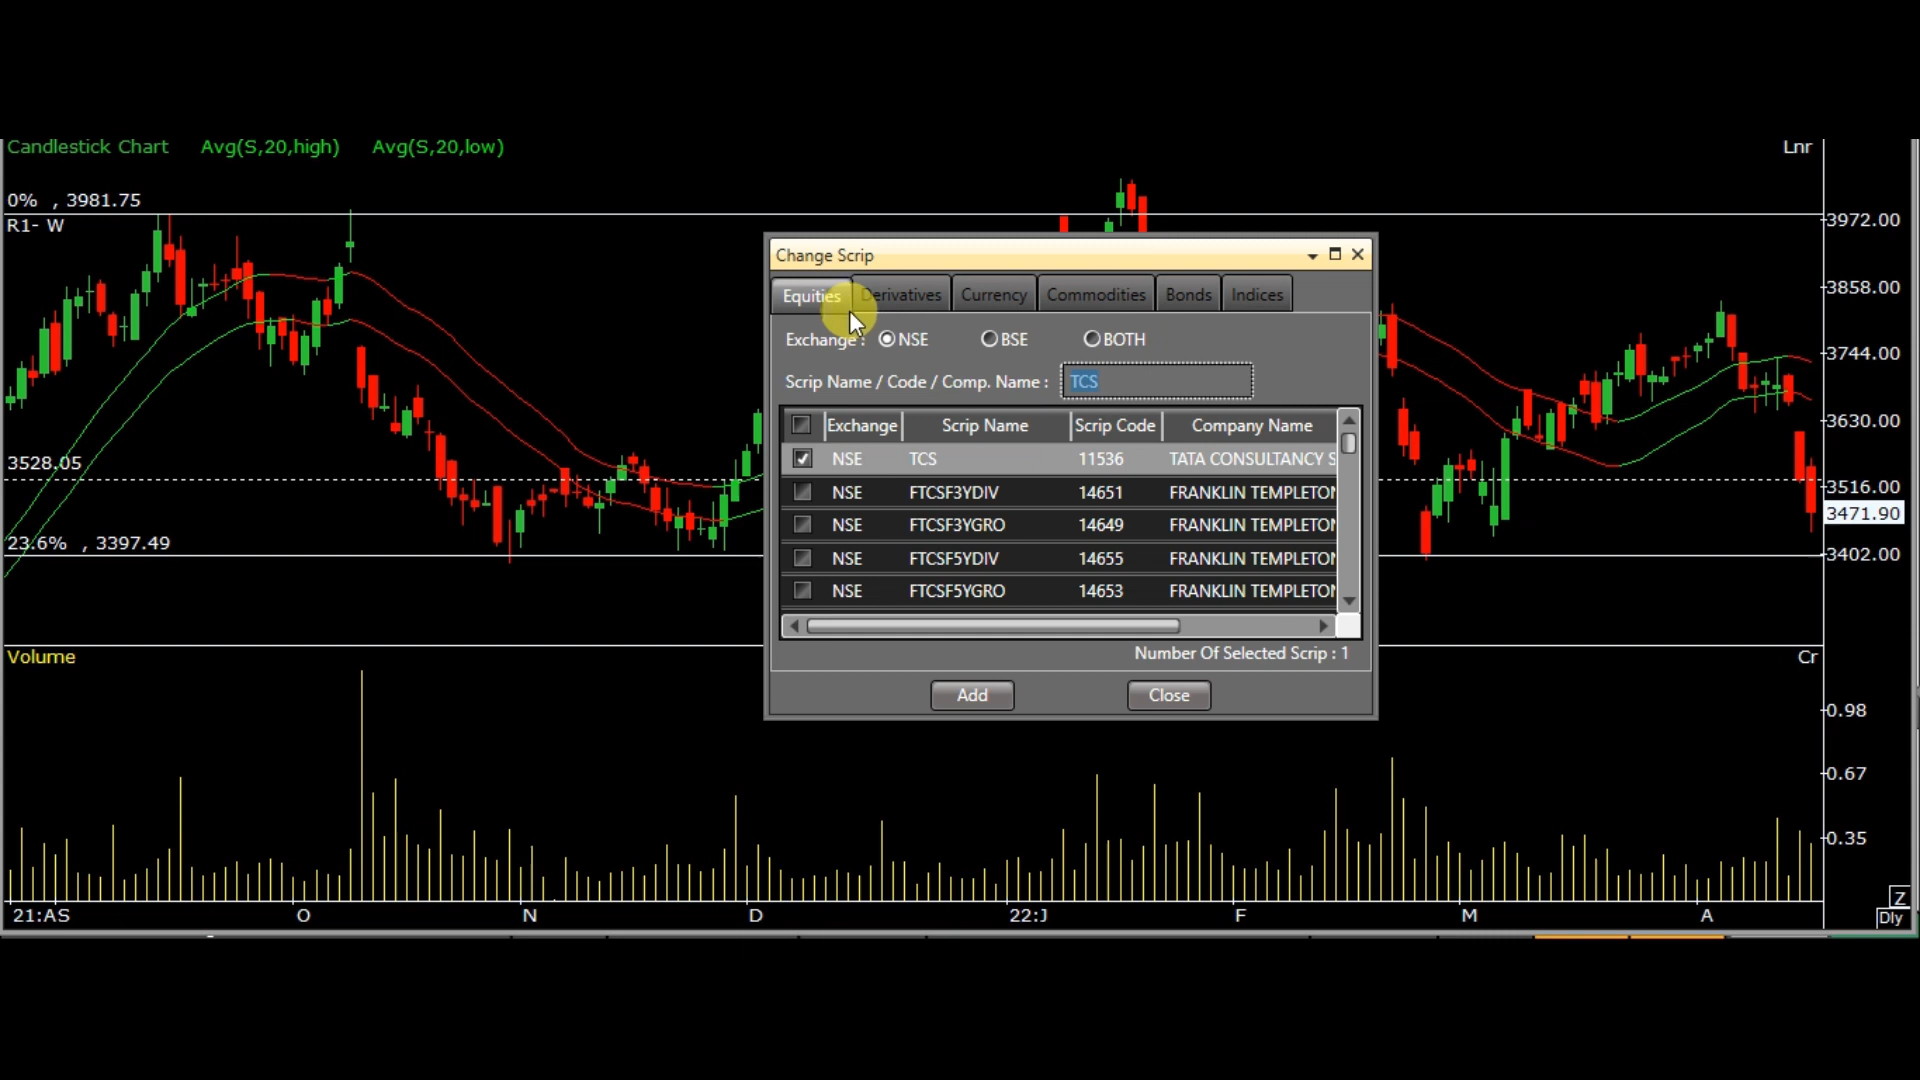 Candlestick Chart Avg(S,20,high) Avg(S,20,low) Lnr
0% , 3981.75
R1- W
3972.00
3858.00
3744.00
3630.00
3528.05
3516.00
3471.90
23.6% , 3397.49
3402.00
Change Scrip
Equities Derivatives Currency Commodities Bonds Indices
Exchange : NSE BSE BOTH
Scrip Name / Code / Comp. Name : TCS
Exchange Scrip Name Scrip Code Company Name
NSE TCS 11536 TATA CONSULTANCY S
NSE FTCSF3YDIV 14651 FRANKLIN TEMPLETON
NSE FTCSF3YGRO 14649 FRANKLIN TEMPLETON
NSE FTCSF5YDIV 14655 FRANKLIN TEMPLETON
NSE FTCSF5YGRO 14653 FRANKLIN TEMPLETON
Number Of Selected Scrip : 1
Add Close
Volume Cr
0.98
0.67
0.35
Z
21:AS O N D 22:J F M A Dly